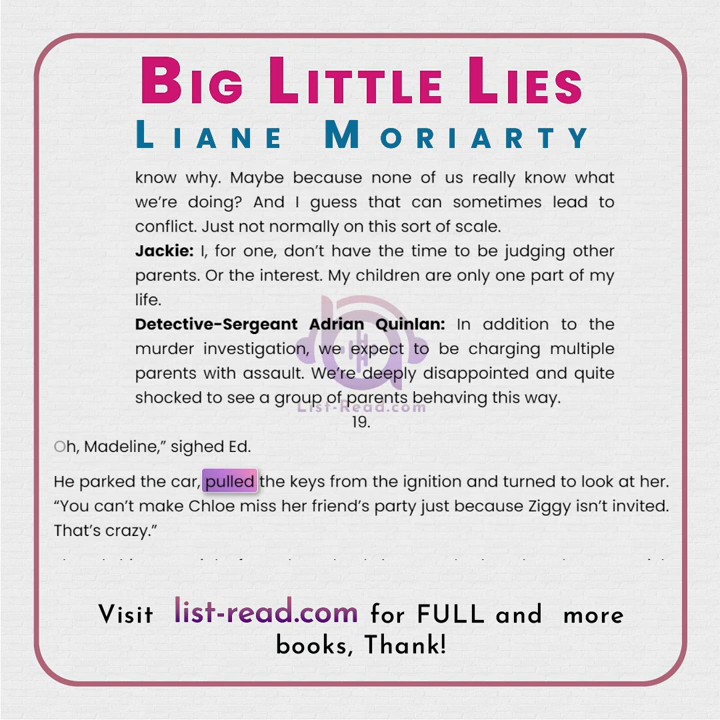 BIG LITTLE LIES
LIANE MORIARTY
know why. Maybe because none of us really know what
we're doing? And I guess that can sometimes lead to
conflict. Just not normally on this sort of scale.
Jackie: I, for one, don't have the time to be judging other
parents. Or the interest. My children are only one part of my
life.
Detective-Sergeant Adrian Quinlan: In addition to the
murder investigation, we expect to be charging multiple
parents with assault. We're deeply disappointed and quite
shocked to see a group of parents behaving this way.
List-Read.com
19.
Oh, Madeline,” sighed Ed.
He parked the car, pulled the keys from the ignition and turned to look at her.
“You can't make Chloe miss her friend's party just because Ziggy isn't invited.
That's crazy.”
Visit list-read.com for FULL and more
books, Thank!